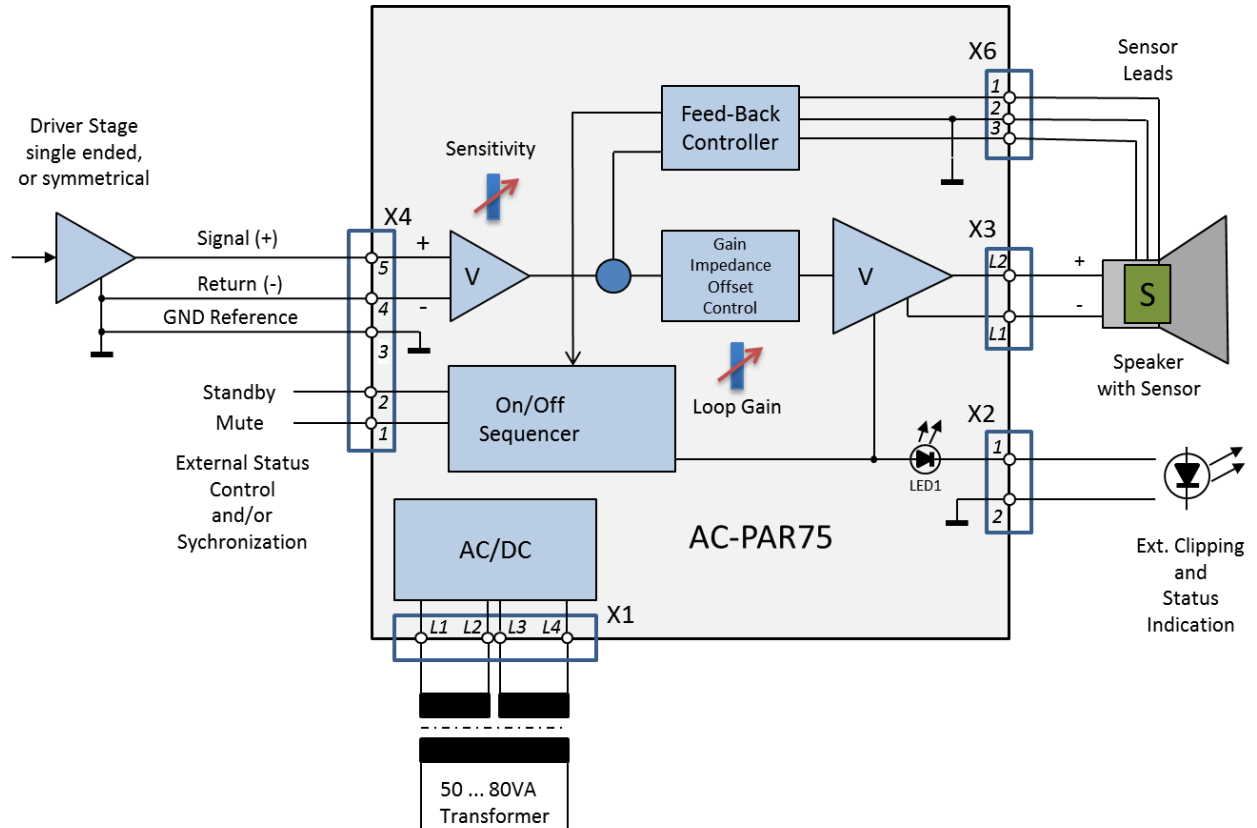 X6
Sensor
Leads
1
2
3
Driver Stage
single ended,
or symmetrical
Sensitivity
Feed-Back
Controller
X4
Signal (+)
5
+
Return (-)
4
-
GND Reference
3
V
Gain
Impedance
Offset
Control
V
X3
L2
+
L1
-
S
Speaker
with Sensor
Standby
2
Mute
1
External Status
Control
and/or
Sychronization
On/Off
Sequencer
Loop Gain
X2
1
LED1
2
Ext. Clipping
and
Status
Indication
AC/DC
AC-PAR75
L1
L2
L3
L4
X1
50 ... 80VA
Transformer